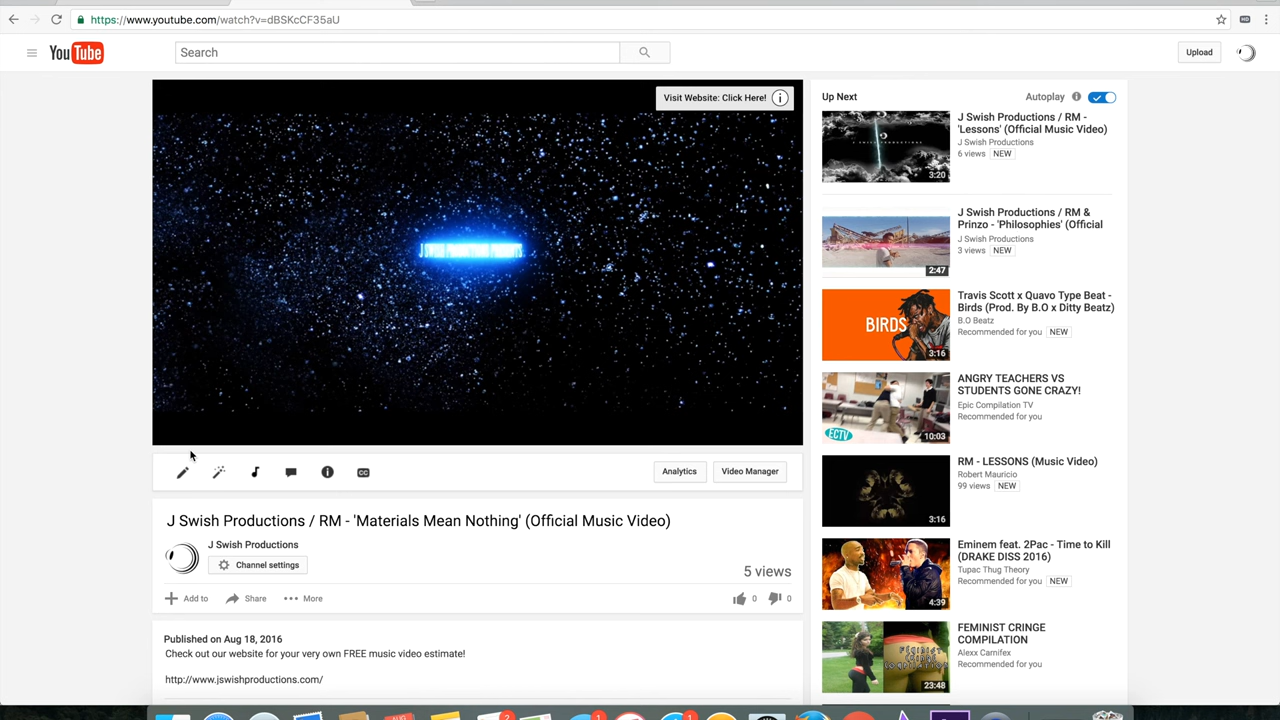 https://www.youtube.com/watch?v=dBSKcCF35aU
YouTube
Search
Upload
Visit Website: Click Here!
Analytics
Video Manager
J Swish Productions / RM - 'Materials Mean Nothing' (Official Music Video)
J Swish Productions
Channel settings
5 views
Add to
Share
More
0
0
Published on Aug 18, 2016
Check out our website for your very own FREE music video estimate!
http://www.jswishproductions.com/
Up Next
Autoplay
J Swish Productions / RM -
'Lessons' (Official Music Video)
J Swish Productions
6 views NEW
3:20
J Swish Productions / RM &
Prinzo - 'Philosophies' (Official
J Swish Productions
3 views NEW
2:47
Travis Scott x Quavo Type Beat -
Birds (Prod. By B.O x Ditty Beatz)
B.O Beatz
Recommended for you NEW
BIRDS
3:16
ANGRY TEACHERS VS
STUDENTS GONE CRAZY!
Epic Compilation TV
Recommended for you
ECTV
10:03
RM - LESSONS (Music Video)
Robert Mauricio
99 views NEW
3:16
Eminem feat. 2Pac - Time to Kill
(DRAKE DISS 2016)
Tupac Thug Theory
Recommended for you NEW
4:39
FEMINIST CRINGE
COMPILATION
Alexx Carnifex
Recommended for you
FEMINIST
CRINGE
COMPILATION
23:48